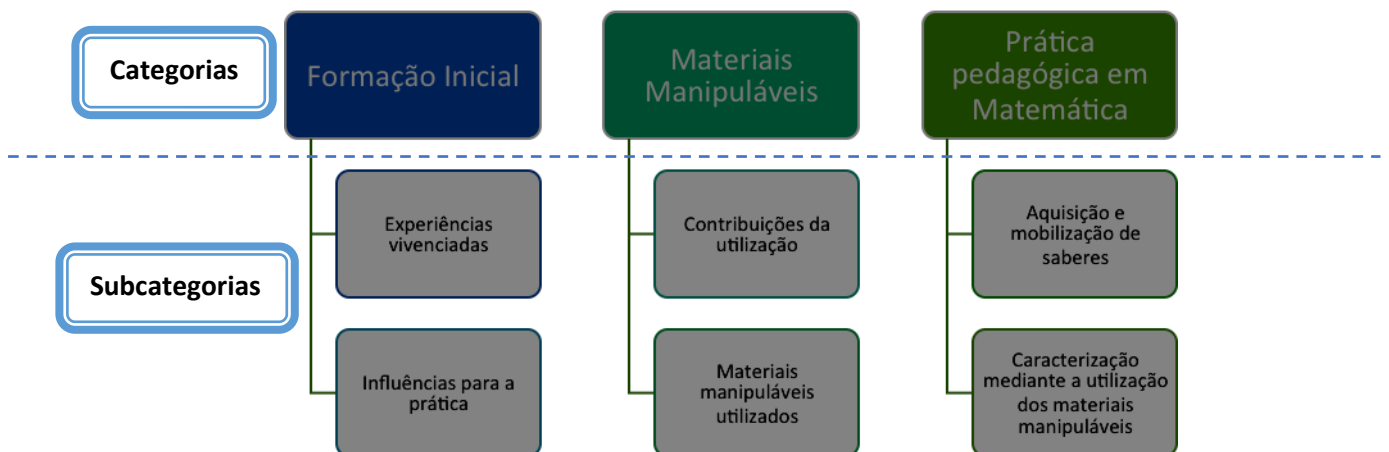 Categorias
Formação Inicial
Materiais
Manipuláveis
Prática
pedagógica em
Matemática
Subcategorias
Experiências
vivenciadas
Contribuições da
utilização
Aquisição e
mobilização de
saberes
Influências para a
prática
Materiais
manipuláveis
utilizados
Caracterização
mediante a utilização
dos materiais
manipuláveis